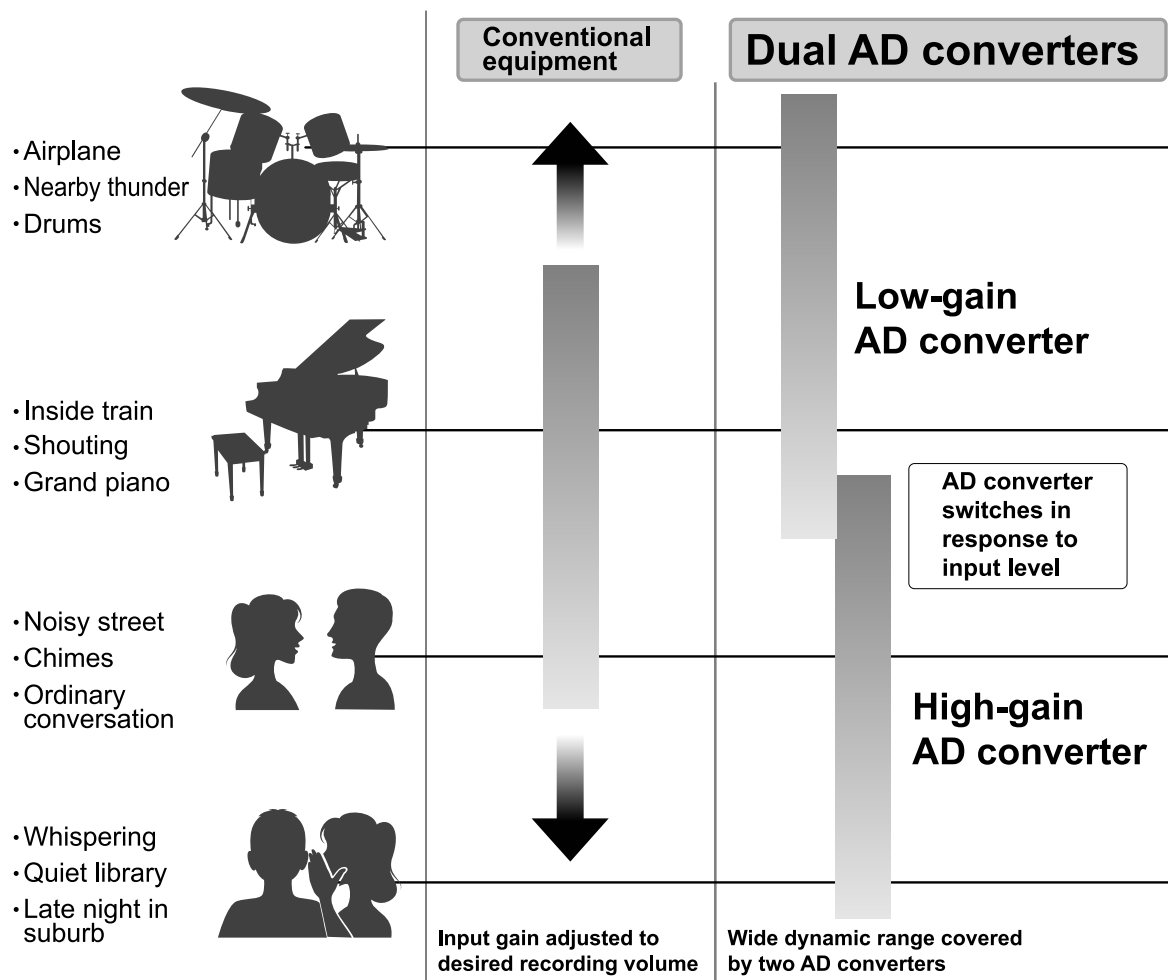 Conventional
equipment
Dual AD converters
・Airplane
・Nearby thunder
・Drums
Low-gain
AD converter
・Inside train
・Shouting
・Grand piano
AD converter
switches in
response to
input level
・Noisy street
・Chimes
・Ordinary
conversation
High-gain
AD converter
・Whispering
・Quiet library
・Late night in
suburb
Input gain adjusted to
desired recording volume
Wide dynamic range covered
by two AD converters